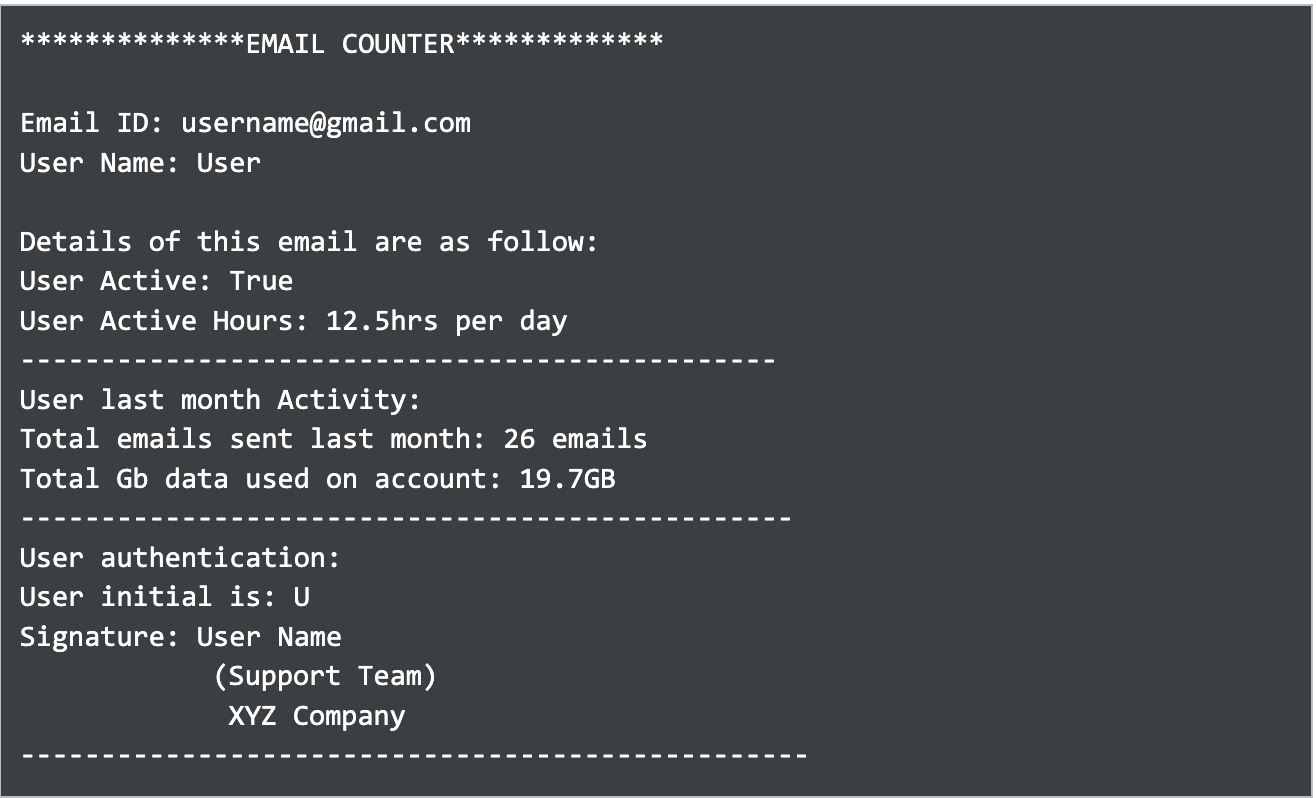 **************EMAIL COUNTER*************
Email ID: username@gmail.com
User Name: User
Details of this email are as follow:
User Active: True
User Active Hours: 12.5hrs per day
-----------------------------------------------
User last month Activity:
Total emails sent last month: 26 emails
Total Gb data used on account: 19.7GB
------------------------------------------------
User authentication:
User initial is: U
Signature: User Name
(Support Team)
XYZ Company
-------------------------------------------------